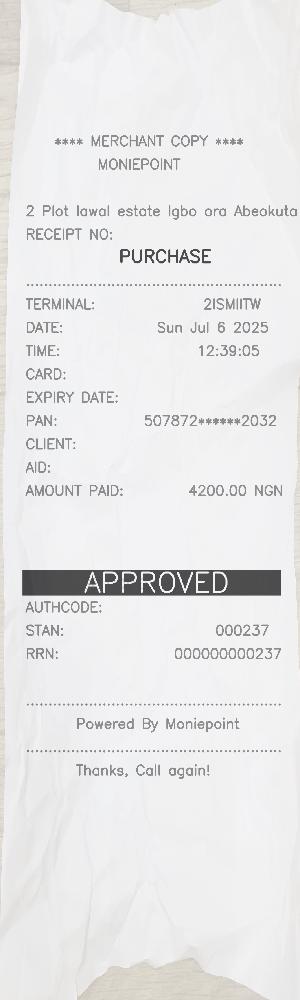 **** MERCHANT COPY ****
MONIEPOINT
2 Plot lawal estate Igbo ora Abeokuta
RECEIPT NO:
PURCHASE
TERMINAL: 2ISMIITW
DATE: Sun Jul 6 2025
TIME: 12:39:05
CARD:
EXPIRY DATE:
PAN: 507872******2032
CLIENT:
AID:
AMOUNT PAID: 4200.00 NGN
APPROVED
AUTHCODE:
STAN: 000237
RRN: 000000000237
Powered By Moniepoint
Thanks, Call again!